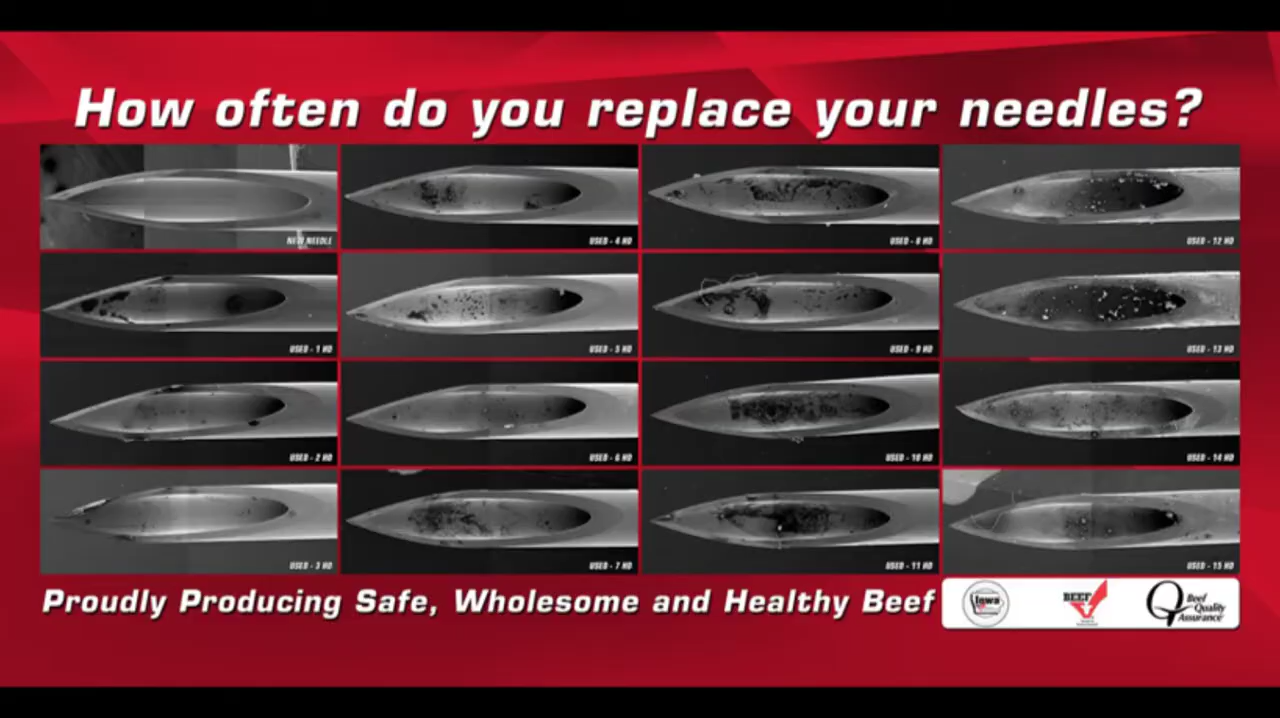 How often do you replace your needles?
NEW NEEDLE
USED - 4 HD
USED - 8 HD
USED - 12 HD
USED - 1 HD
USED - 5 HD
USED - 9 HD
USED - 13 HD
USED - 2 HD
USED - 6 HD
USED - 10 HD
USED - 14 HD
USED - 3 HD
USED - 7 HD
USED - 11 HD
USED - 15 HD
Proudly Producing Safe, Wholesome and Healthy Beef
Iowa
BEEF
Beef
Quality
Assurance